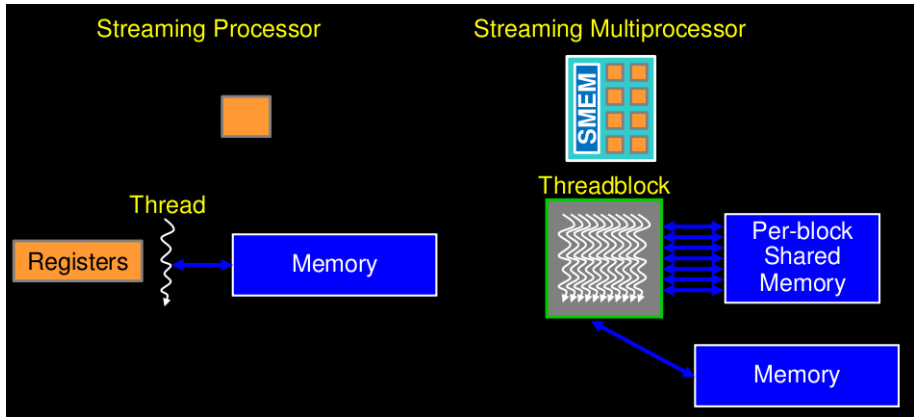 Streaming Processor
Streaming Multiprocessor
SMEM
Thread
Threadblock
Registers
Memory
Per-block
Shared
Memory
Memory